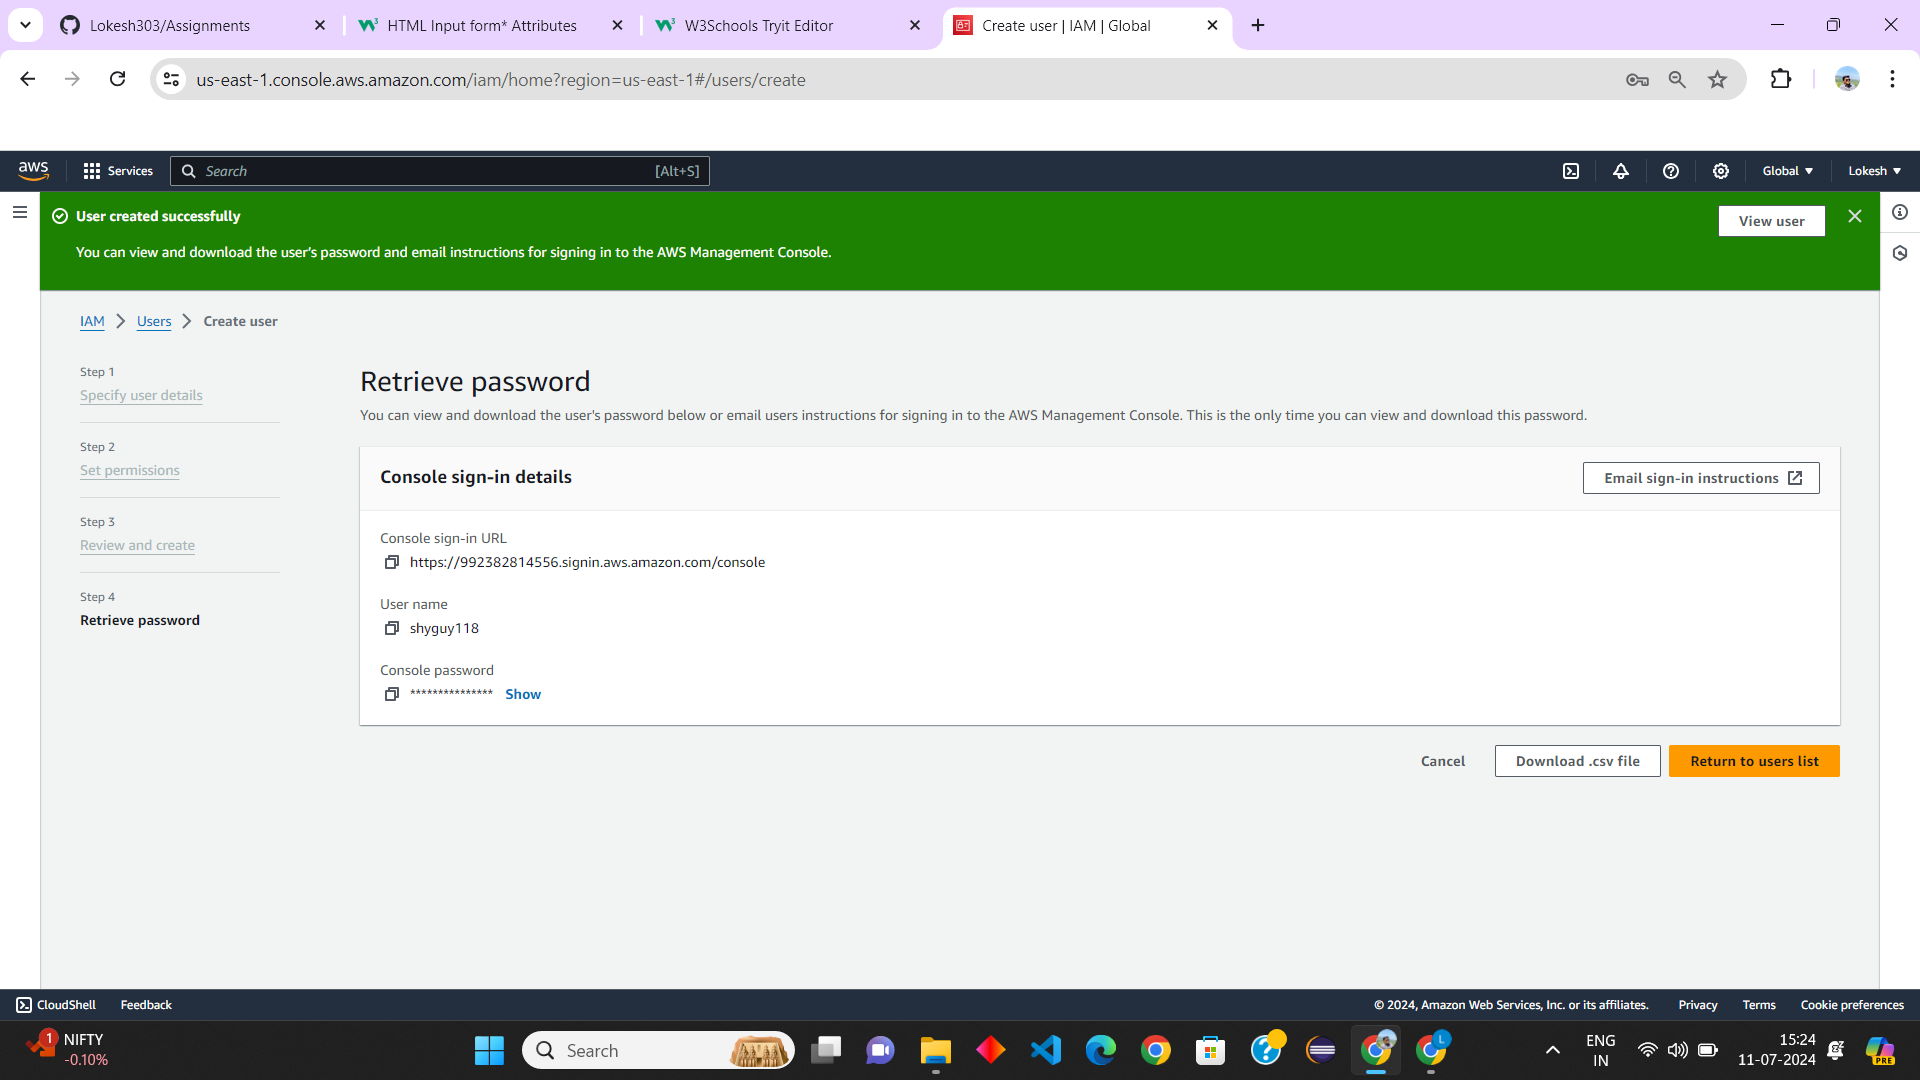 Lokesh303/Assignments
HTML Input form* Attributes
W3Schools Tryit Editor
Create user | IAM | Global
us-east-1.console.aws.amazon.com/iam/home?region=us-east-1#/users/create
aws
Services
Search
[Alt+S]
Global
Lokesh
User created successfully
View user
You can view and download the user's password and email instructions for signing in to the AWS Management Console.
IAM
Users
Create user
Step 1
Specify user details
Step 2
Set permissions
Step 3
Review and create
Step 4
Retrieve password
Retrieve password
You can view and download the user's password below or email users instructions for signing in to the AWS Management Console. This is the only time you can view and download this password.
Console sign-in details
Email sign-in instructions
Console sign-in URL
https://992382814556.signin.aws.amazon.com/console
User name
shyguy118
Console password
*************** Show
Cancel
Download .csv file
Return to users list
CloudShell
Feedback
© 2024, Amazon Web Services, Inc. or its affiliates.
Privacy
Terms
Cookie preferences
1
NIFTY
-0.10%
Search
L
ENG
IN
15:24
11-07-2024
PRE